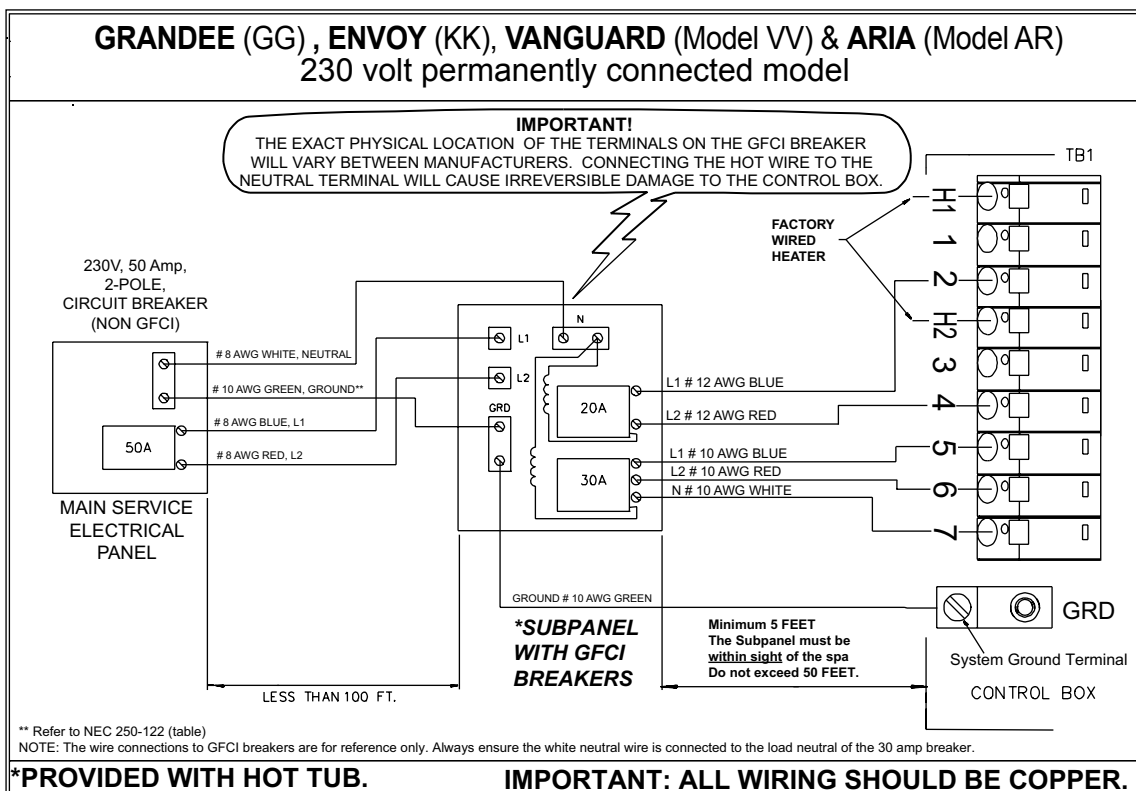 GRANDEE (GG) , ENVOY (KK), VANGUARD (Model VV) & ARIA (Model AR)
230 volt permanently connected model
IMPORTANT!
THE EXACT PHYSICAL LOCATION OF THE TERMINALS ON THE GFCI BREAKER
WILL VARY BETWEEN MANUFACTURERS. CONNECTING THE HOT WIRE TO THE
NEUTRAL TERMINAL WILL CAUSE IRREVERSIBLE DAMAGE TO THE CONTROL BOX.
230V, 50 Amp,
2-POLE,
CIRCUIT BREAKER
(NON GFCI)
# 8 AWG WHITE, NEUTRAL
# 10 AWG GREEN, GROUND**
# 8 AWG BLUE, L1
# 8 AWG RED, L2
50A
MAIN SERVICE
ELECTRICAL
PANEL
LESS THAN 100 FT.
N
L1
L2
GRD
20A
30A
L1 # 12 AWG BLUE
L2 # 12 AWG RED
L1 # 10 AWG BLUE
L2 # 10 AWG RED
N # 10 AWG WHITE
GROUND # 10 AWG GREEN
*SUBPANEL
WITH GFCI
BREAKERS
Minimum 5 FEET
The Subpanel must be
within sight of the spa
Do not exceed 50 FEET.
FACTORY
WIRED
HEATER
TB1
H1
1
2
H2
3
4
5
6
7
GRD
System Ground Terminal
CONTROL BOX
** Refer to NEC 250-122 (table)
NOTE: The wire connections to GFCI breakers are for reference only. Always ensure the white neutral wire is connected to the load neutral of the 30 amp breaker.
*PROVIDED WITH HOT TUB.
IMPORTANT: ALL WIRING SHOULD BE COPPER.